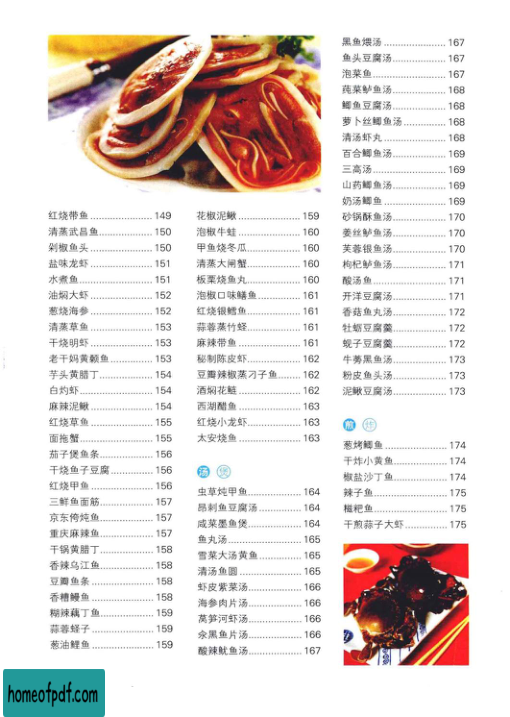 红烧带鱼 149
清蒸武昌鱼 150
剁椒鱼头 150
盐味龙虾 151
水煮鱼 151
油焖大虾 152
葱烧海参 152
清蒸草鱼 153
干烧明虾 153
老干妈黄颡鱼 153
芋头黄腊丁 154
白灼虾 154
麻辣泥鳅 154
红烧草鱼 155
面拖蟹 155
茄子煲鱼条 156
干烧鱼子豆腐 156
红烧甲鱼 156
三鲜鱼面筋 157
京东侉炖鱼 157
重庆麻辣鱼 157
干锅黄腊丁 158
香辣乌江鱼 158
豆瓣鱼条 158
香糟鳗鱼 158
糊辣藕丁鱼 159
蒜蓉蛏子 159
葱油鲤鱼 159
花椒泥鳅 159
泡椒牛蛙 160
甲鱼烧冬瓜 160
清蒸大闸蟹 160
板栗烧鱼丸 160
泡椒口味鳝鱼 161
红烧银鳕鱼 161
蒜蓉蒸竹蛏 161
麻辣带鱼 161
秘制陈皮虾 162
豆瓣辣椒蒸刁子鱼 162
酒焖花鲢 162
西湖醋鱼 163
红烧小龙虾 163
太安烧鱼 163
汤 煲
虫草炖甲鱼 164
昂刺鱼豆腐汤 164
咸菜墨鱼煲 164
鱼丸汤 165
雪菜大汤黄鱼 165
清汤鱼圆 165
虾皮紫菜汤 166
海参肉片汤 166
莴笋河虾汤 166
汆黑鱼片汤 166
酸辣鱿鱼汤 167
黑鱼煨汤 167
鱼头豆腐汤 167
泡菜鱼 167
莼菜鲈鱼汤 168
鲫鱼豆腐汤 168
萝卜丝鲫鱼汤 168
清汤虾丸 168
百合鲫鱼汤 169
三高汤 169
山药鲫鱼汤 169
奶汤鲫鱼 169
砂锅酥鱼汤 170
姜丝鲈鱼汤 170
芙蓉银鱼汤 170
枸杞鲈鱼汤 171
酸汤鱼 171
开洋豆腐汤 171
香菇鱼丸汤 172
牡蛎豆腐羹 172
蚬子豆腐羹 172
牛蒡黑鱼汤 173
粉皮鱼头汤 173
泥鳅豆腐汤 173
煎 炸
葱烤鲫鱼 174
干炸小黄鱼 174
椒盐沙丁鱼 174
辣子鱼 175
糍粑鱼 175
干煎蒜子大虾 175
homeofpdf.com